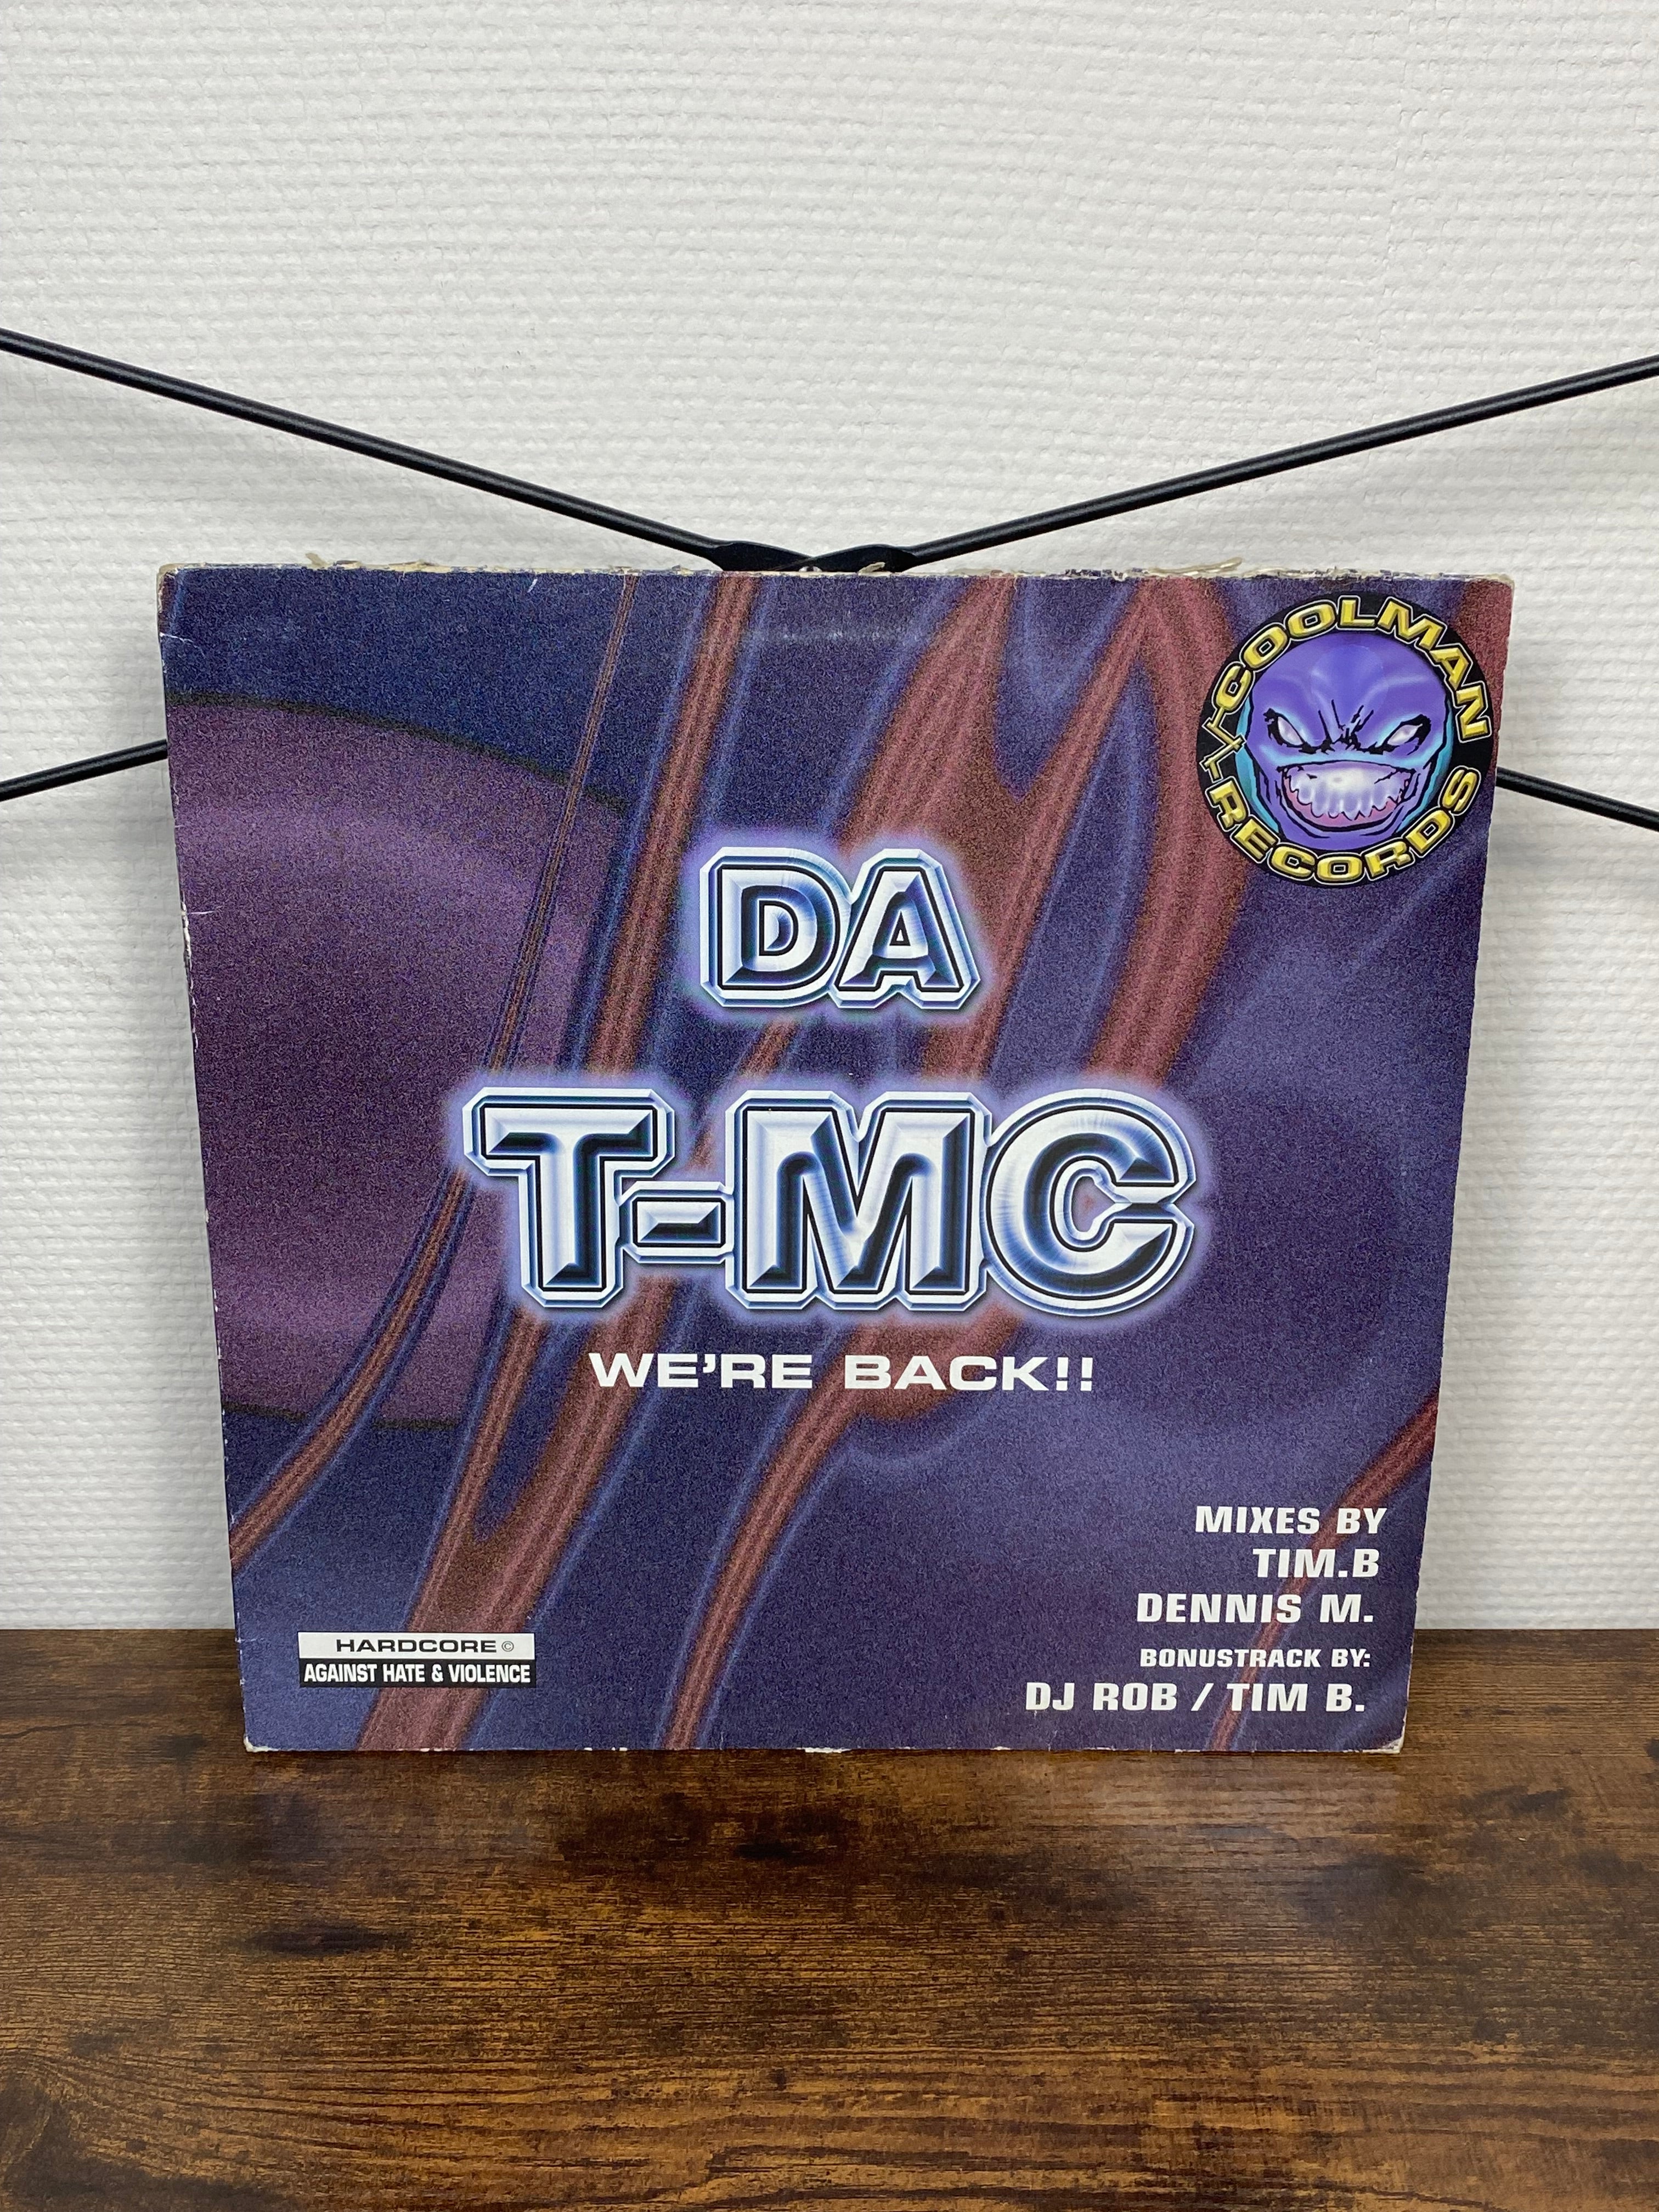 COOLMAN
RECORDS
DA
T-MC
WE'RE BACK!!
MIXES BY
TIM.B
DENNIS M.
BONUSTRACK BY:
DJ ROB / TIM B.
HARDCORE ©
AGAINST HATE & VIOLENCE